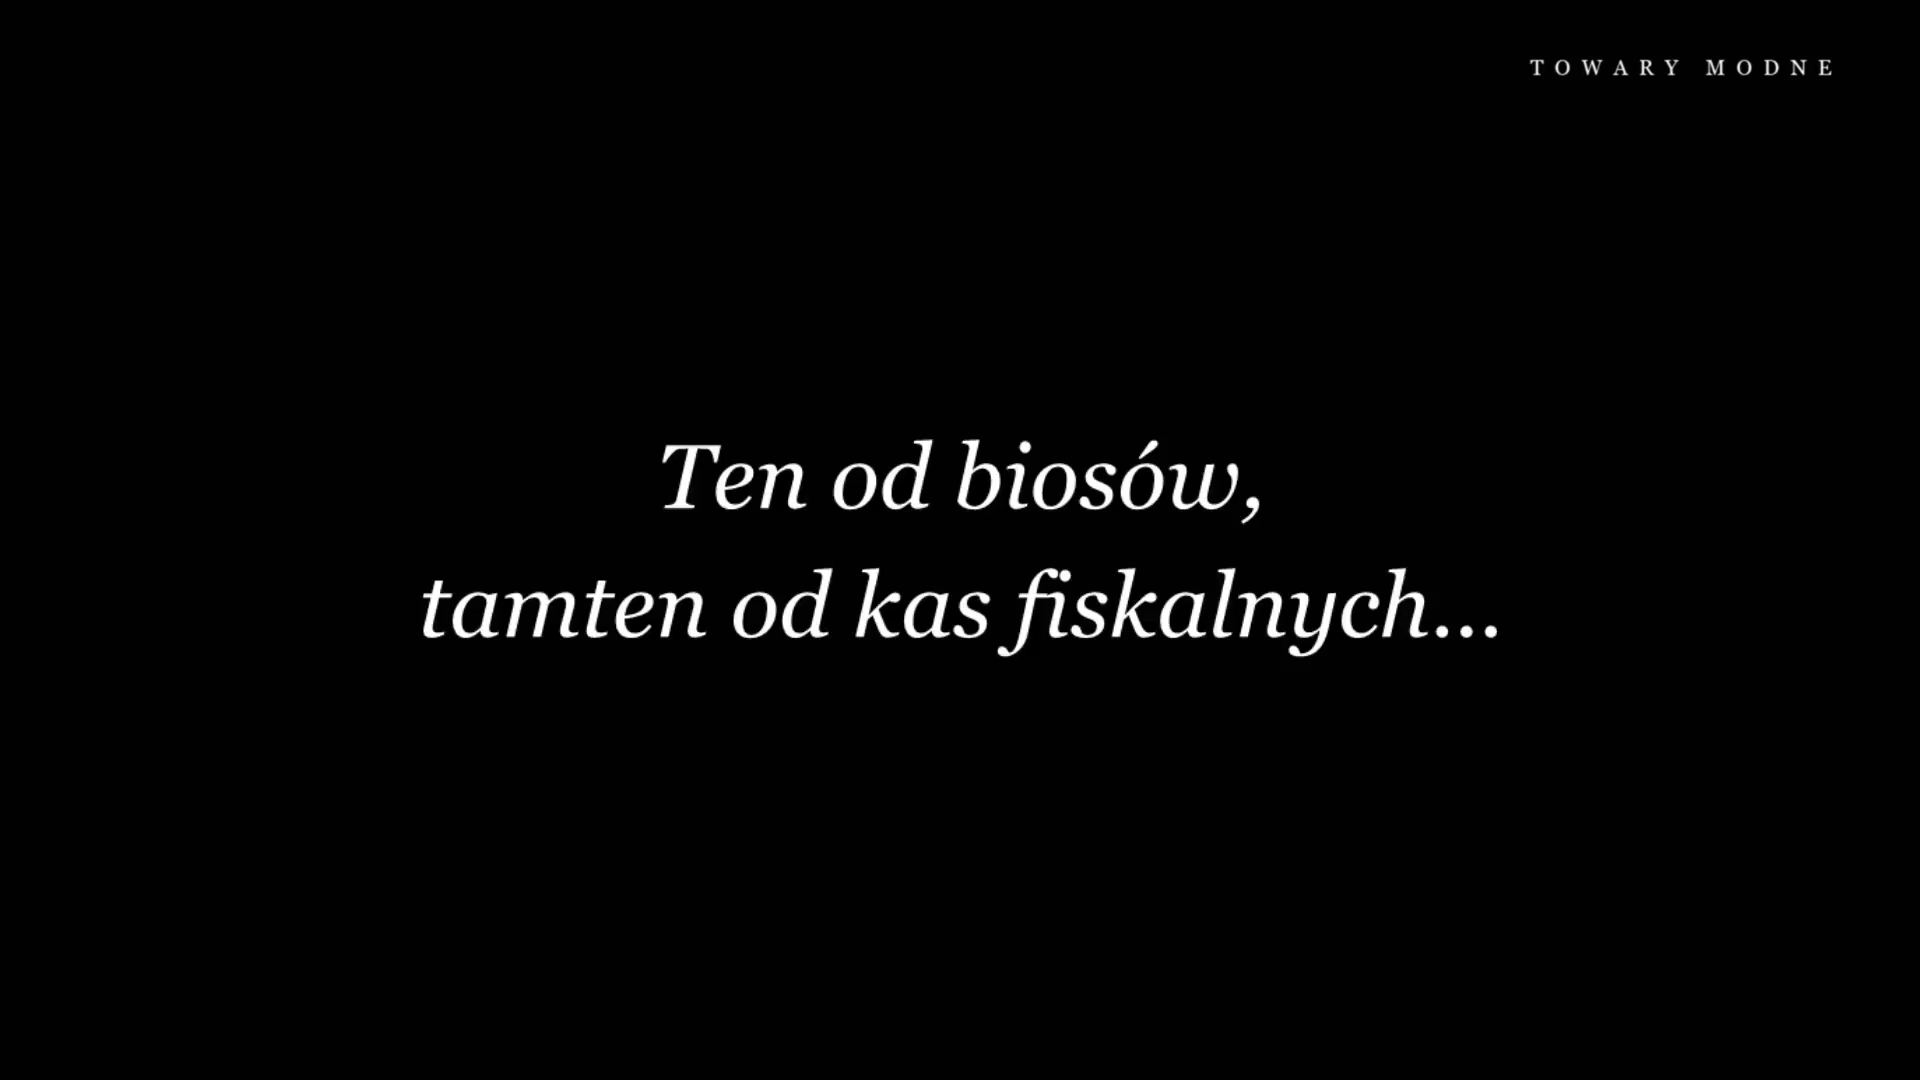 TOWARY MODNE
Ten od biosów,
tamten od kas fiskalnych...